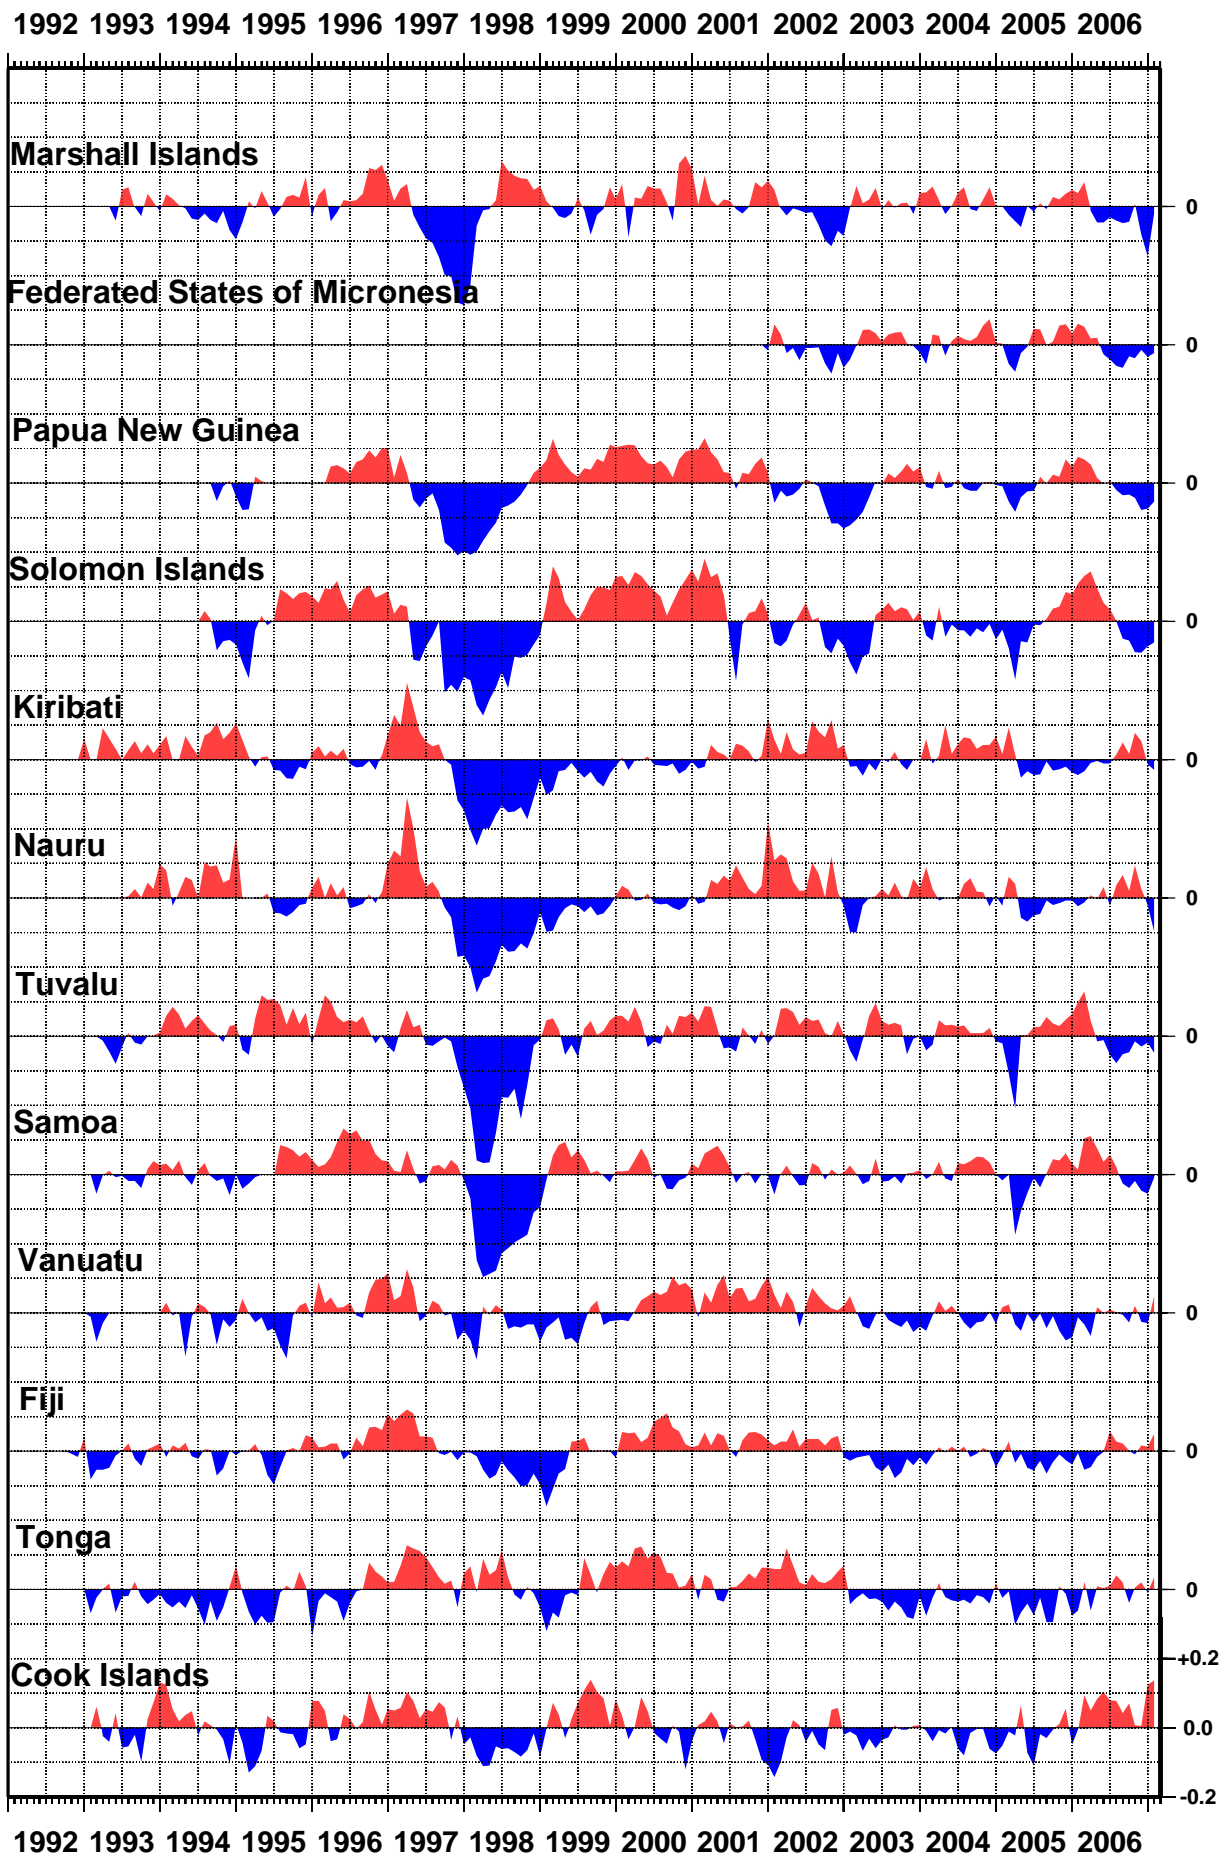 1992 1993 1994 1995 1996 1997 1998 1999 2000 2001 2002 2003 2004 2005 2006
Marshall Islands
0
Federated States of Micronesia
0
Papua New Guinea
0
Solomon Islands
0
Kiribati
0
Nauru
0
Tuvalu
0
Samoa
0
Vanuatu
0
Fiji
0
Tonga
0
+0.2
Cook Islands
0.0
-0.2
1992 1993 1994 1995 1996 1997 1998 1999 2000 2001 2002 2003 2004 2005 2006